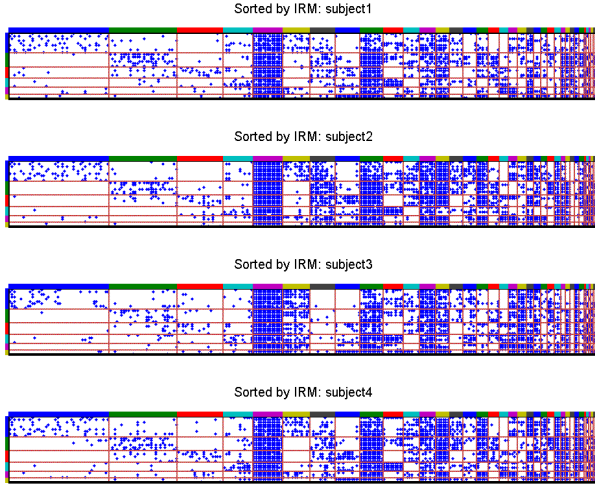 Sorted by IRM: subject1
Sorted by IRM: subject2
Sorted by IRM: subject3
Sorted by IRM: subject4